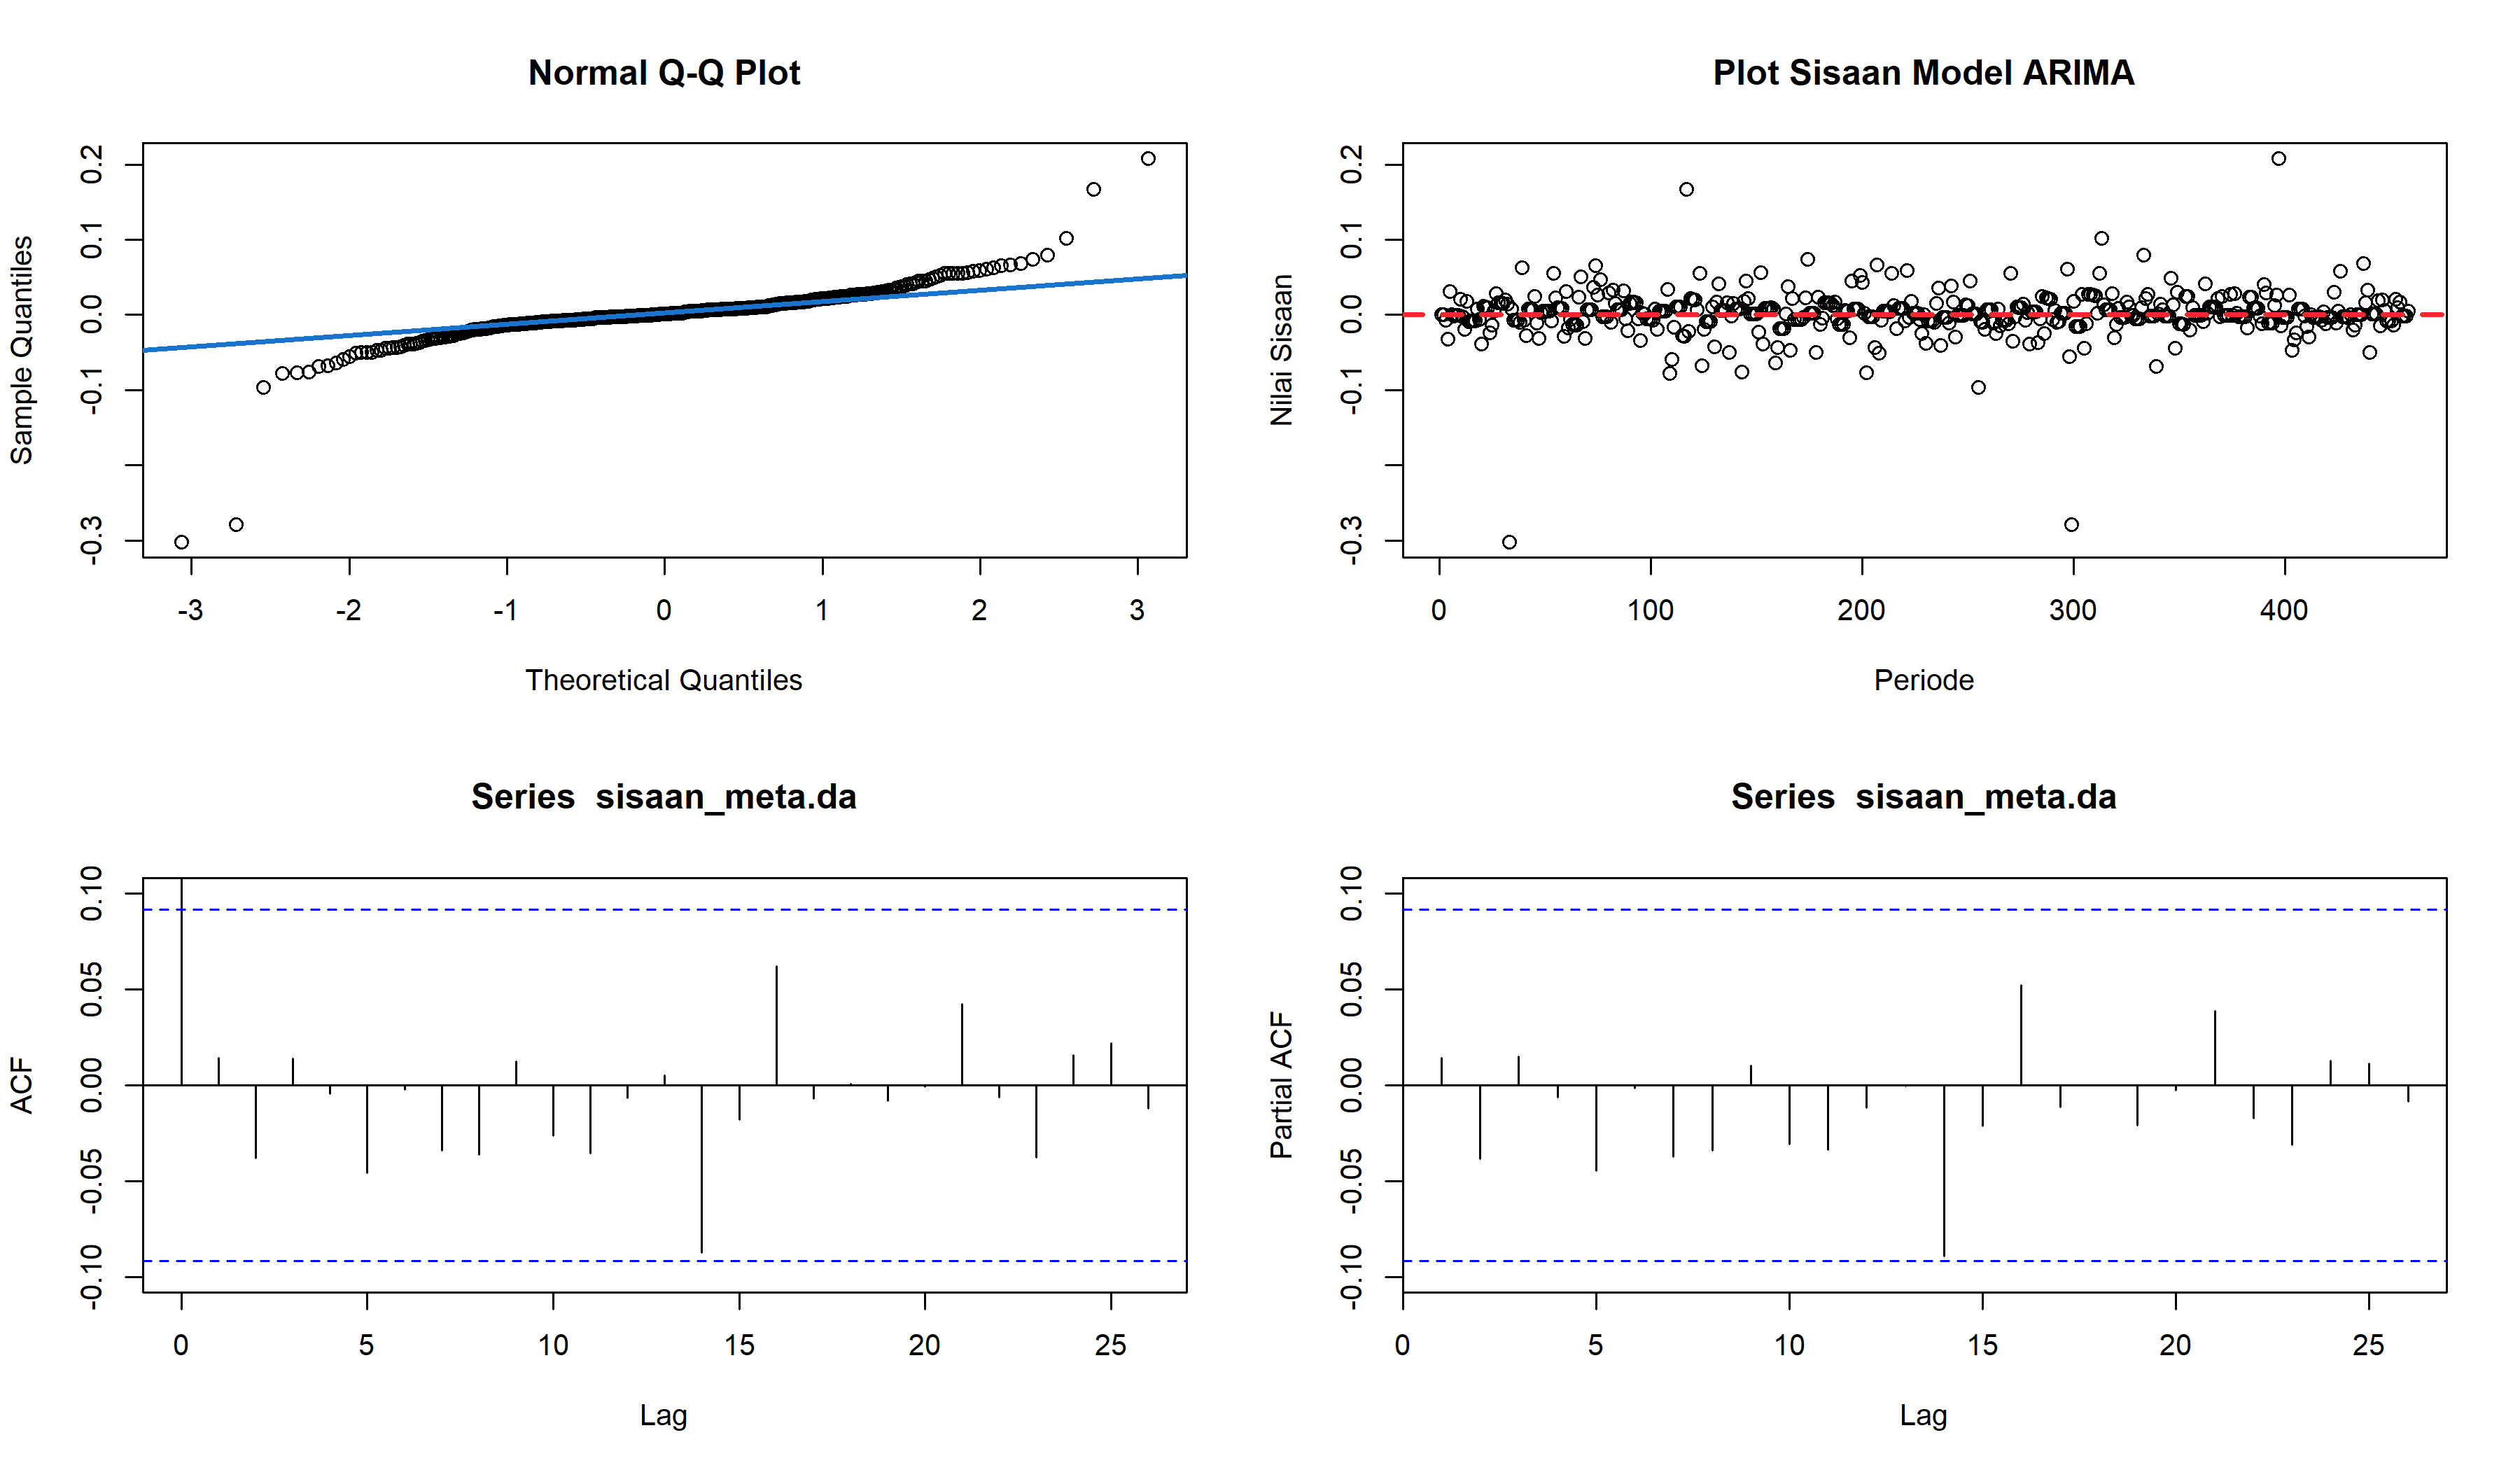 Normal Q-Q Plot
Sample Quantiles
0.2
0.1
0.0
-0.1
-0.3
-3 -2 -1 0 1 2 3
Theoretical Quantiles
Plot Sisaan Model ARIMA
Nilai Sisaan
0.2
0.1
0.0
-0.1
-0.3
0 100 200 300 400
Periode
Series sisaan_meta.da
ACF
0.10
0.05
0.00
-0.05
-0.10
0 5 10 15 20 25
Lag
Series sisaan_meta.da
Partial ACF
0.10
0.05
0.00
-0.05
-0.10
0 5 10 15 20 25
Lag